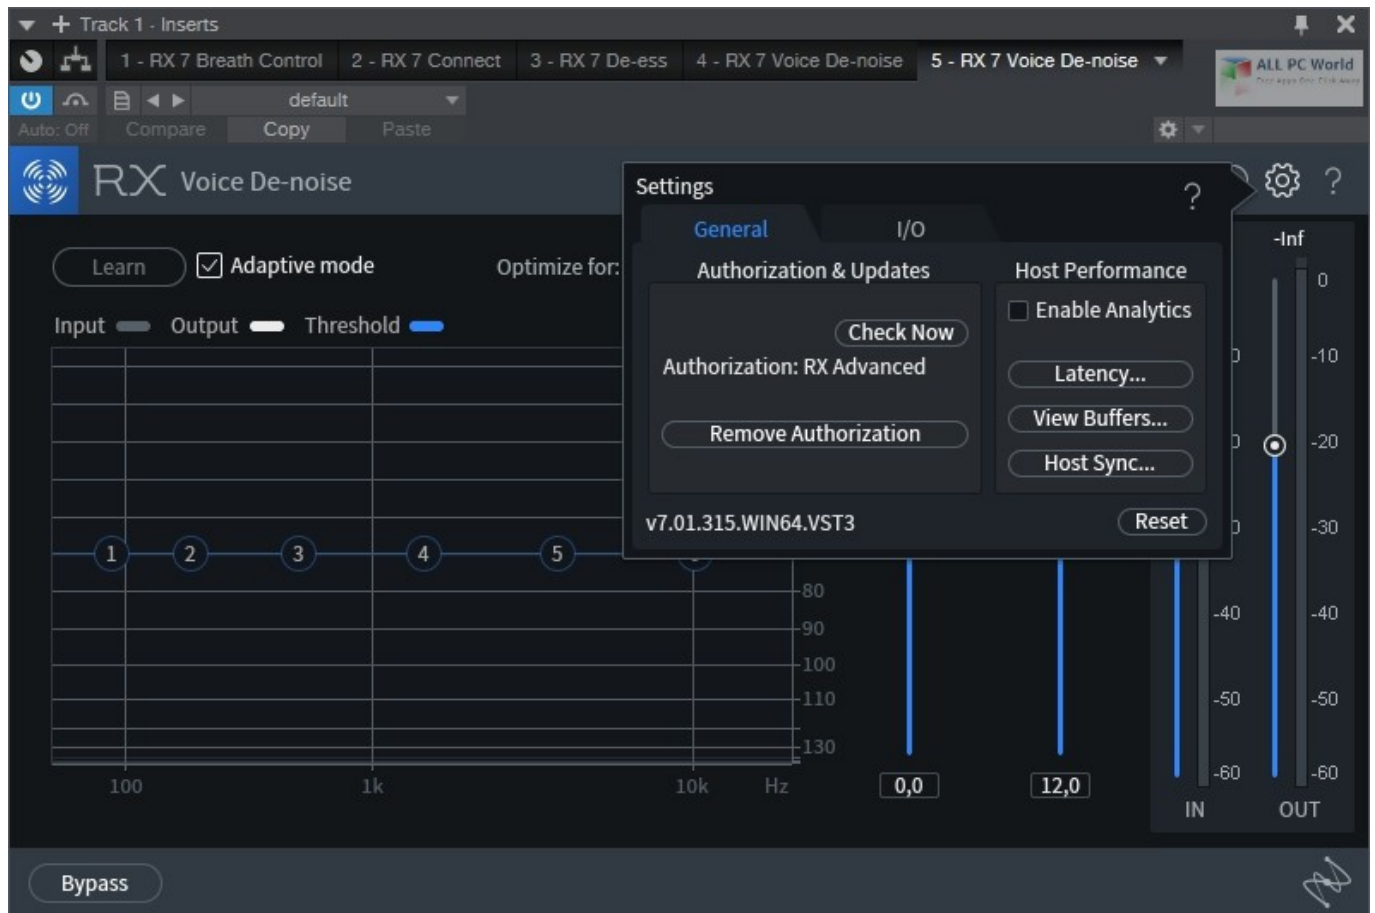 Track 1 - Inserts
1 - RX 7 Breath Control 2 - RX 7 Connect 3 - RX 7 De-ess 4 - RX 7 Voice De-noise 5 - RX 7 Voice De-noise
ALL PC World
default
Auto: Off Compare Copy Paste
RX Voice De-noise
Settings ?
?
General I/O
-Inf
Learn Adaptive mode Optimize for:
Authorization & Updates Host Performance
0
Input Output Threshold
Enable Analytics
Check Now
-10
Authorization: RX Advanced
Latency...
View Buffers...
Remove Authorization
-20
Host Sync...
v7.01.315.WIN64.VST3 Reset
-30
1 2 3 4 5
-80
-90
-40 -40
-100
-110
-50 -50
-130
-60 -60
100 1k 10k Hz
0,0 12,0
IN OUT
Bypass